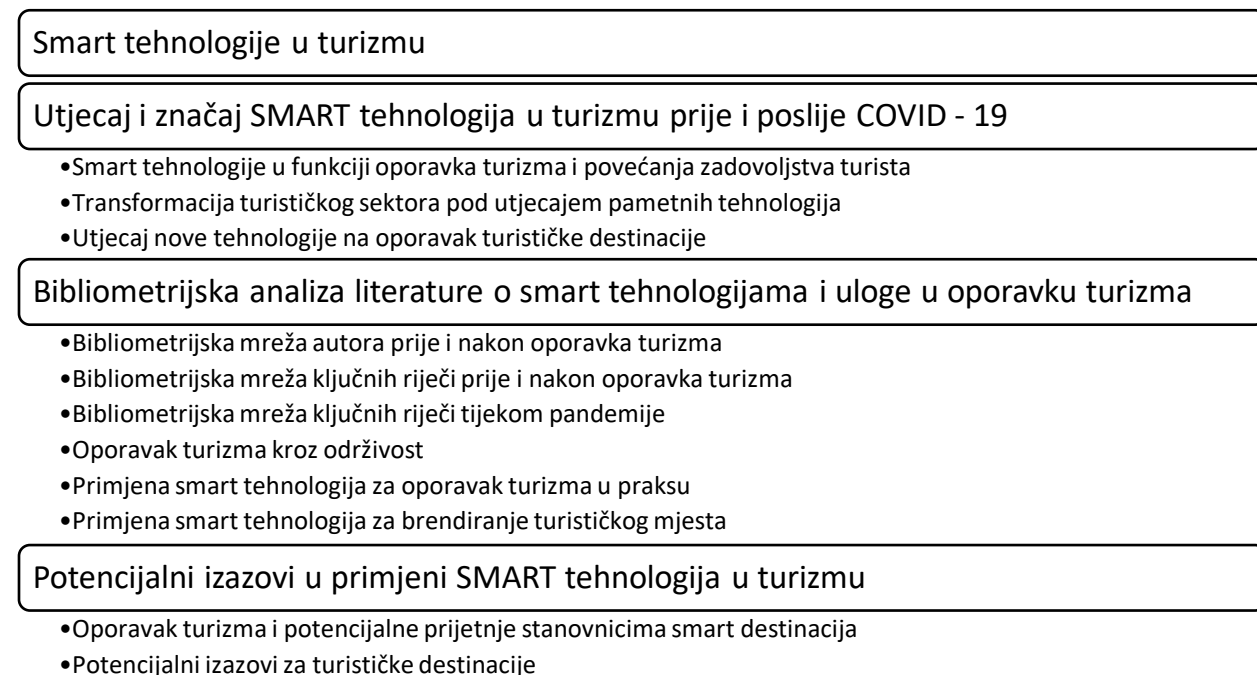 Smart tehnologije u turizmu
Utjecaj i značaj SMART tehnologija u turizmu prije i poslije COVID - 19
•Smart tehnologije u funkciji oporavka turizma i povećanja zadovoljstva turista
•Transformacija turističkog sektora pod utjecajem pametnih tehnologija
•Utjecaj nove tehnologije na oporavak turističke destinacije
Bibliometrijska analiza literature o smart tehnologijama i uloge u oporavku turizma
•Bibliometrijska mreža autora prije i nakon oporavka turizma
•Bibliometrijska mreža ključnih riječi prije i nakon oporavka turizma
•Bibliometrijska mreža ključnih riječi tijekom pandemije
•Oporavak turizma kroz održivost
•Primjena smart tehnologija za oporavak turizma u praksu
•Primjena smart tehnologija za brendiranje turističkog mjesta
Potencijalni izazovi u primjeni SMART tehnologija u turizmu
•Oporavak turizma i potencijalne prijetnje stanovnicima smart destinacija
•Potencijalni izazovi za turističke destinacije